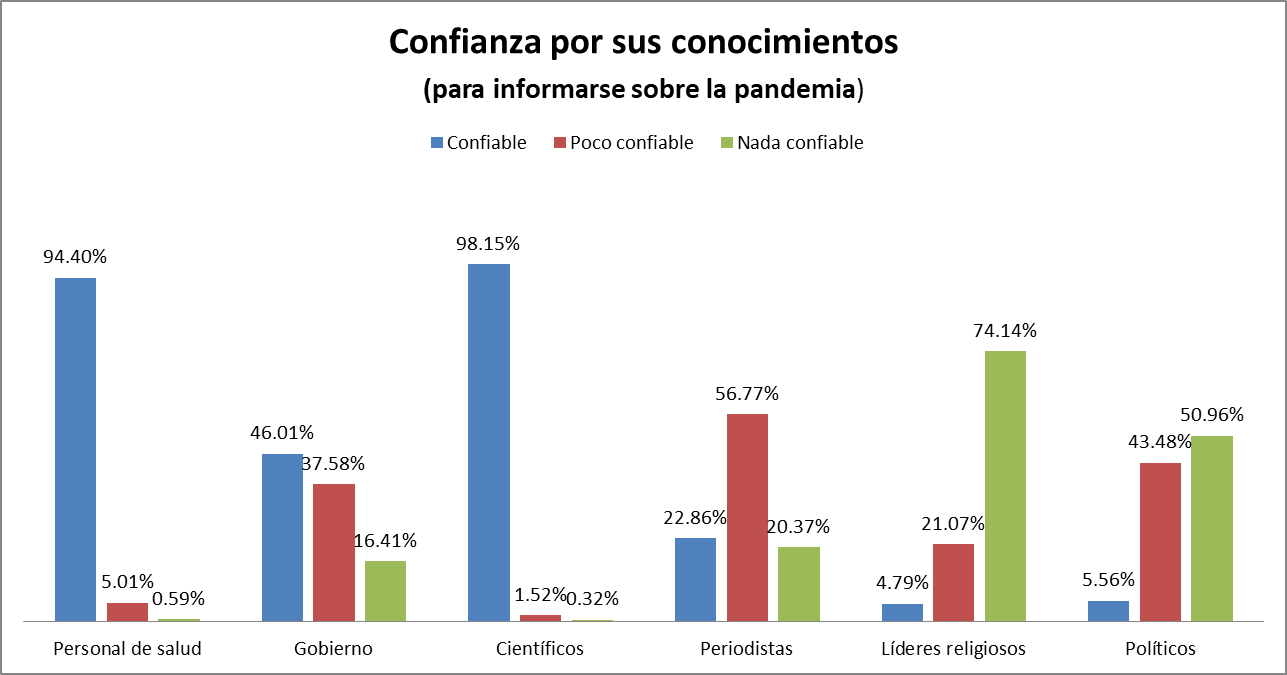 Confianza por sus conocimientos
(para informarse sobre la pandemia)
Confiable Poco confiable Nada confiable
94.40% 5.01% 0.59%
46.01% 37.58% 16.41%
98.15% 1.52% 0.32%
22.86% 56.77% 20.37%
4.79% 21.07% 74.14%
5.56% 43.48% 50.96%
Personal de salud Gobierno Científicos Periodistas Líderes religiosos Políticos